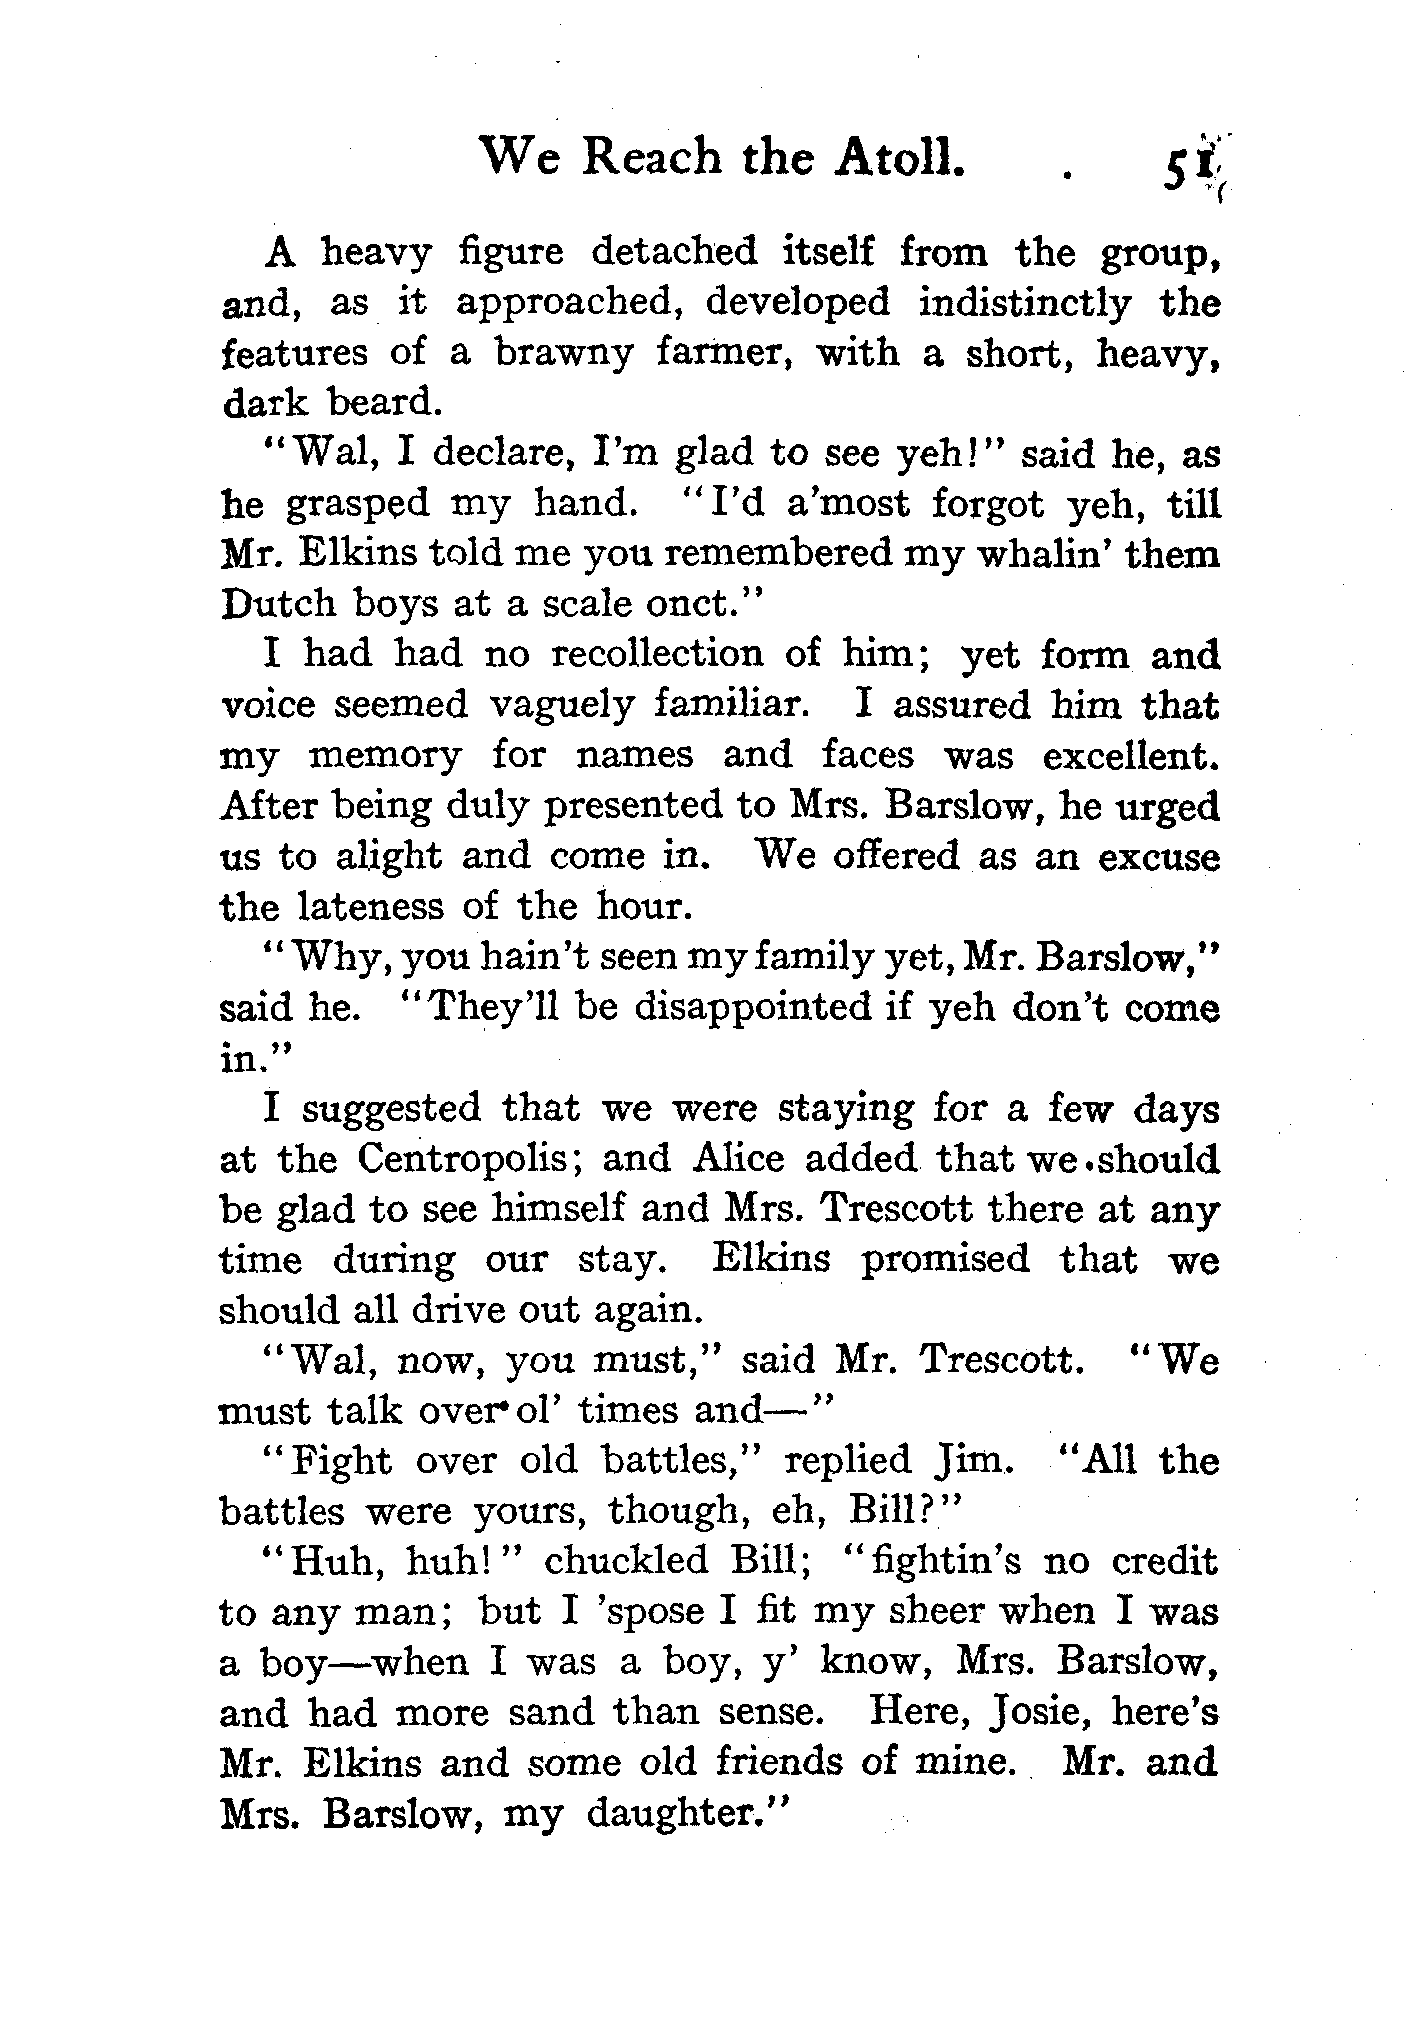 We Reach the Atoll. 51
A heavy figure detached itself from the group,
and, as it approached, developed indistinctly the
features of a brawny farmer, with a short, heavy,
dark beard.
"Wal, I declare, I'm glad to see yeh!" said he, as
he grasped my hand. "I'd a'most forgot yeh, till
Mr. Elkins told me you remembered my whalin' them
Dutch boys at a scale onct."
I had had no recollection of him; yet form and
voice seemed vaguely familiar. I assured him that
my memory for names and faces was excellent.
After being duly presented to Mrs. Barslow, he urged
us to alight and come in. We offered as an excuse
the lateness of the hour.
"Why, you hain't seen my family yet, Mr. Barslow,"
said he. "They'll be disappointed if yeh don't come
in."
I suggested that we were staying for a few days
at the Centropolis; and Alice added that we should
be glad to see himself and Mrs. Trescott there at any
time during our stay. Elkins promised that we
should all drive out again.
"Wal, now, you must," said Mr. Trescott. "We
must talk over ol' times and—"
"Fight over old battles," replied Jim. "All the
battles were yours, though, eh, Bill?"
"Huh, huh!" chuckled Bill; "fightin's no credit
to any man; but I 'spose I fit my sheer when I was
a boy—when I was a boy, y' know, Mrs. Barslow,
and had more sand than sense. Here, Josie, here's
Mr. Elkins and some old friends of mine. Mr. and
Mrs. Barslow, my daughter."